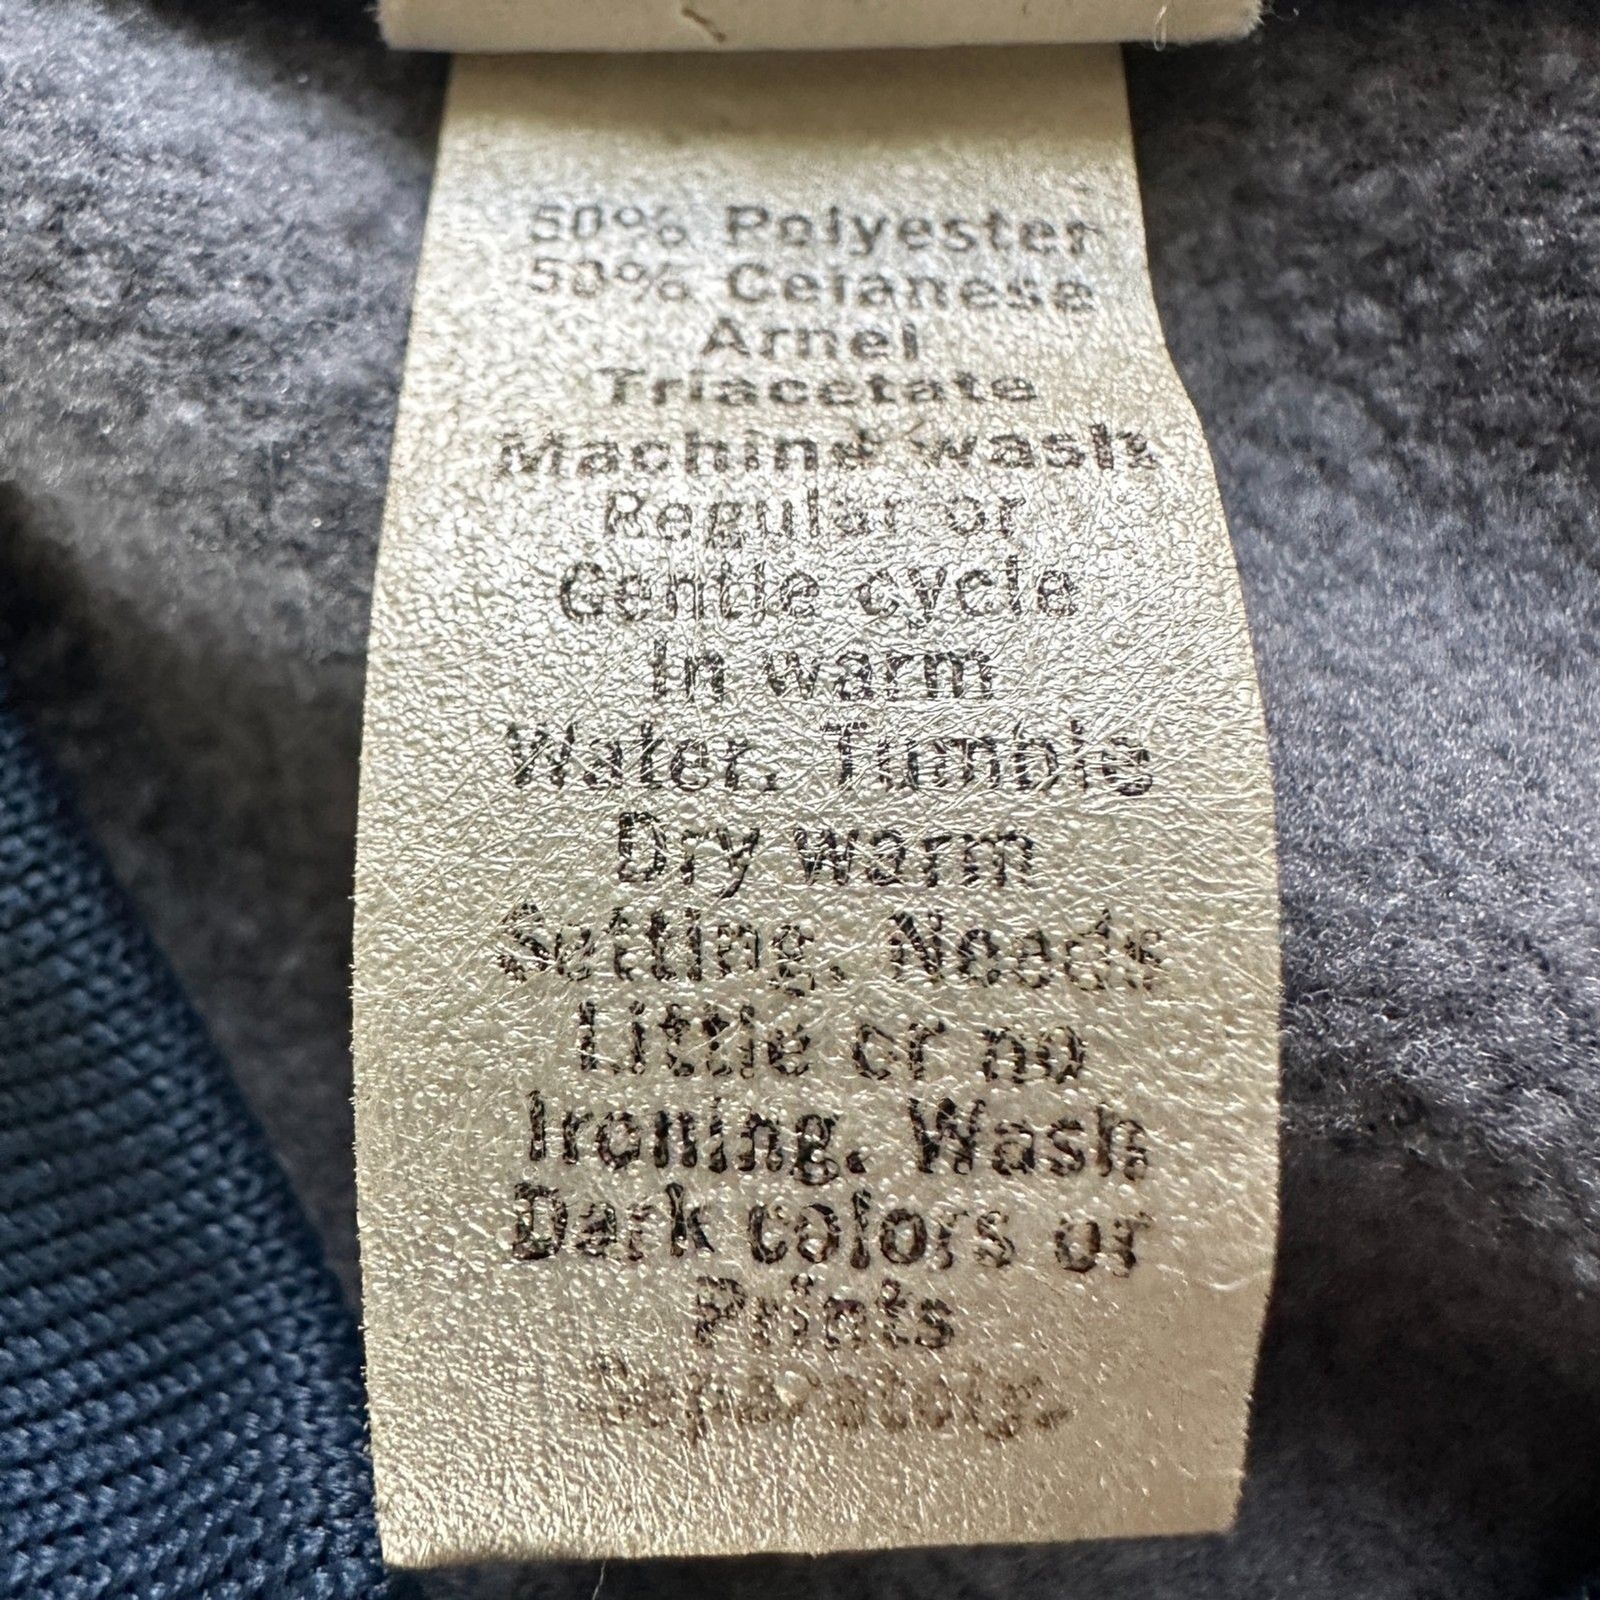 50% Polyester
50% Celanese
Arnel
Triacetate
Machine wash
Regular or
Gentle cycle
In warm
Water. Tumble
Dry warm
Setting. Needs
Little or no
Ironing. Wash
Dark colors or
Prints
Separately.